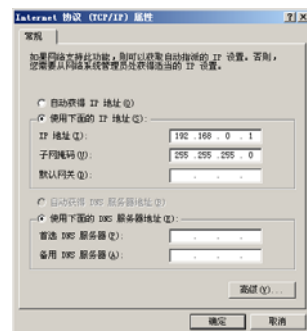 Internet 协议 (TCP/IP) 属性
常规
如果网络支持此功能，则可以获取自动指派的 IP 设置。否则，
您需要从网络系统管理员处获得适当的 IP 设置。
自动获得 IP 地址(O)
使用下面的 IP 地址(S):
IP 地址(I): 192 .168 . 0 . 1
子网掩码(U): 255 .255 .255 . 0
默认网关(D): . . .
自动获得 DNS 服务器地址(B)
使用下面的 DNS 服务器地址(E):
首选 DNS 服务器(P): . . .
备用 DNS 服务器(A): . . .
高级(V)...
确定 取消